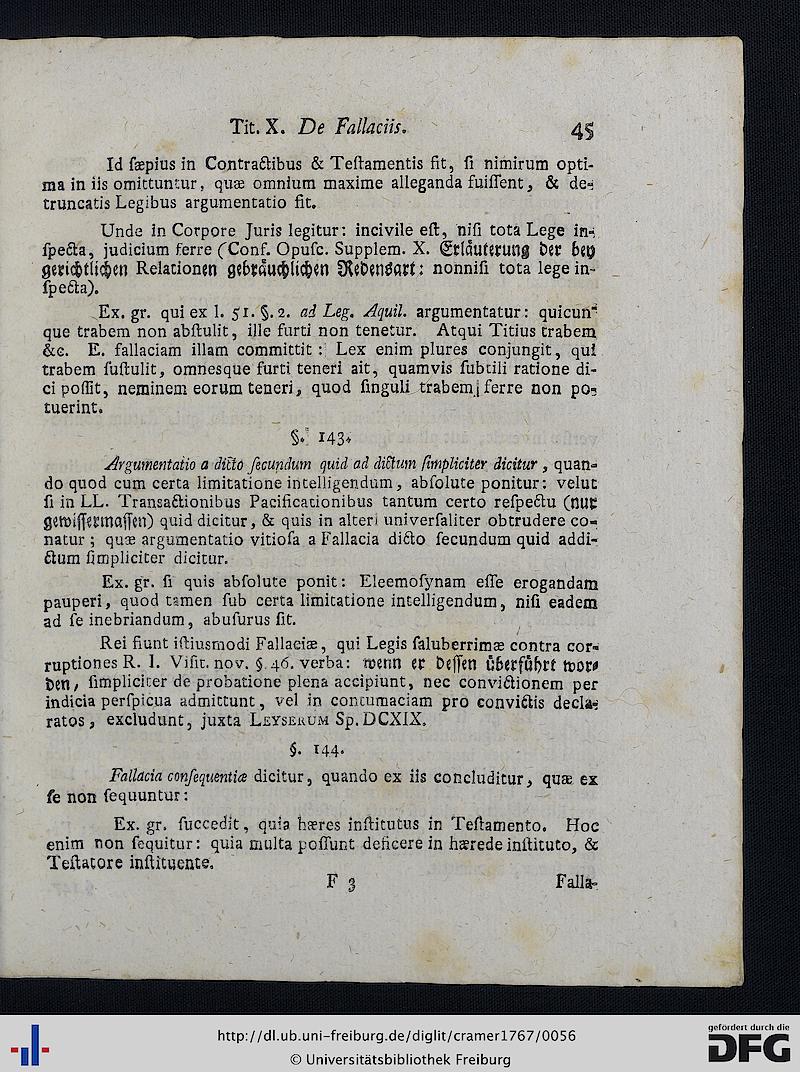 Tit. X. De Fallaciis. 45
Id ſæpius in Contractibus & Teſtamentis fit, ſi nimirum opti-
ma in iis omittuntur, quæ omnium maxime alleganda fuiſſent, & de-
truncatis Legibus argumentatio fit.
Unde in Corpore Juris legitur: incivile eſt, niſi tota Lege in-
ſpecta, judicium ferre (Conf. Opuſc. Supplem. X. Erläuterung der bey
gerichtlichen Relationen gebräuchlichen Redensart: nonniſi tota lege in-
ſpecta).
Ex. gr. qui ex l. 51. §. 2. ad Leg. Aquil. argumentatur: quicun-
que trabem non abſtulit, ille furti non tenetur. Atqui Titius trabem
&c. E. fallaciam illam committit: Lex enim plures conjungit, qui
trabem ſuſtulit, omnesque furti teneri ait, quamvis ſubtili ratione di-
ci poſſit, neminem eorum teneri, quod ſinguli trabem ferre non po-
tuerint.
§. 143.
Argumentatio a dicto ſecundum quid ad dictum ſimpliciter dicitur, quan-
do quod cum certa limitatione intelligendum, abſolute ponitur: velut
ſi in LL. Transactionibus Pacificationibus tantum certo reſpectu (nur
gewiſſermaſſen) quid dicitur, & quis in alteri univerſaliter obtrudere co-
natur; quæ argumentatio vitioſa a Fallacia dicto ſecundum quid addi-
ctum ſimpliciter dicitur.
Ex. gr. ſi quis abſolute ponit: Eleemoſynam eſſe erogandam
pauperi, quod tamen ſub certa limitatione intelligendum, niſi eadem
ad ſe inebriandum, abuſurus ſit.
Rei fiunt iſtiusmodi Fallaciæ, qui Legis ſaluberrimæ contra cor-
ruptiones R. I. Viſit. nov. §. 46. verba: wenn er deſſen überführt wor-
den, ſimpliciter de probatione plena accipiunt, nec convictionem per
indicia perſpicua admittunt, vel in contumaciam pro convictis decla-
ratos, excludunt, juxta LEYSERUM Sp. DCXIX.
§. 144.
Fallacia conſequentiæ dicitur, quando ex iis concluditur, quæ ex
ſe non ſequuntur:
Ex. gr. ſuccedit, quia hæres inſtitutus in Teſtamento. Hoc
enim non ſequitur: quia multa poſſunt deficere in hærede inſtituto, &
Teſtatore inſtituente.
F 3 Falla-
http://dl.ub.uni-freiburg.de/diglit/cramer1767/0056
© Universitätsbibliothek Freiburg
gefördert durch die
DFG